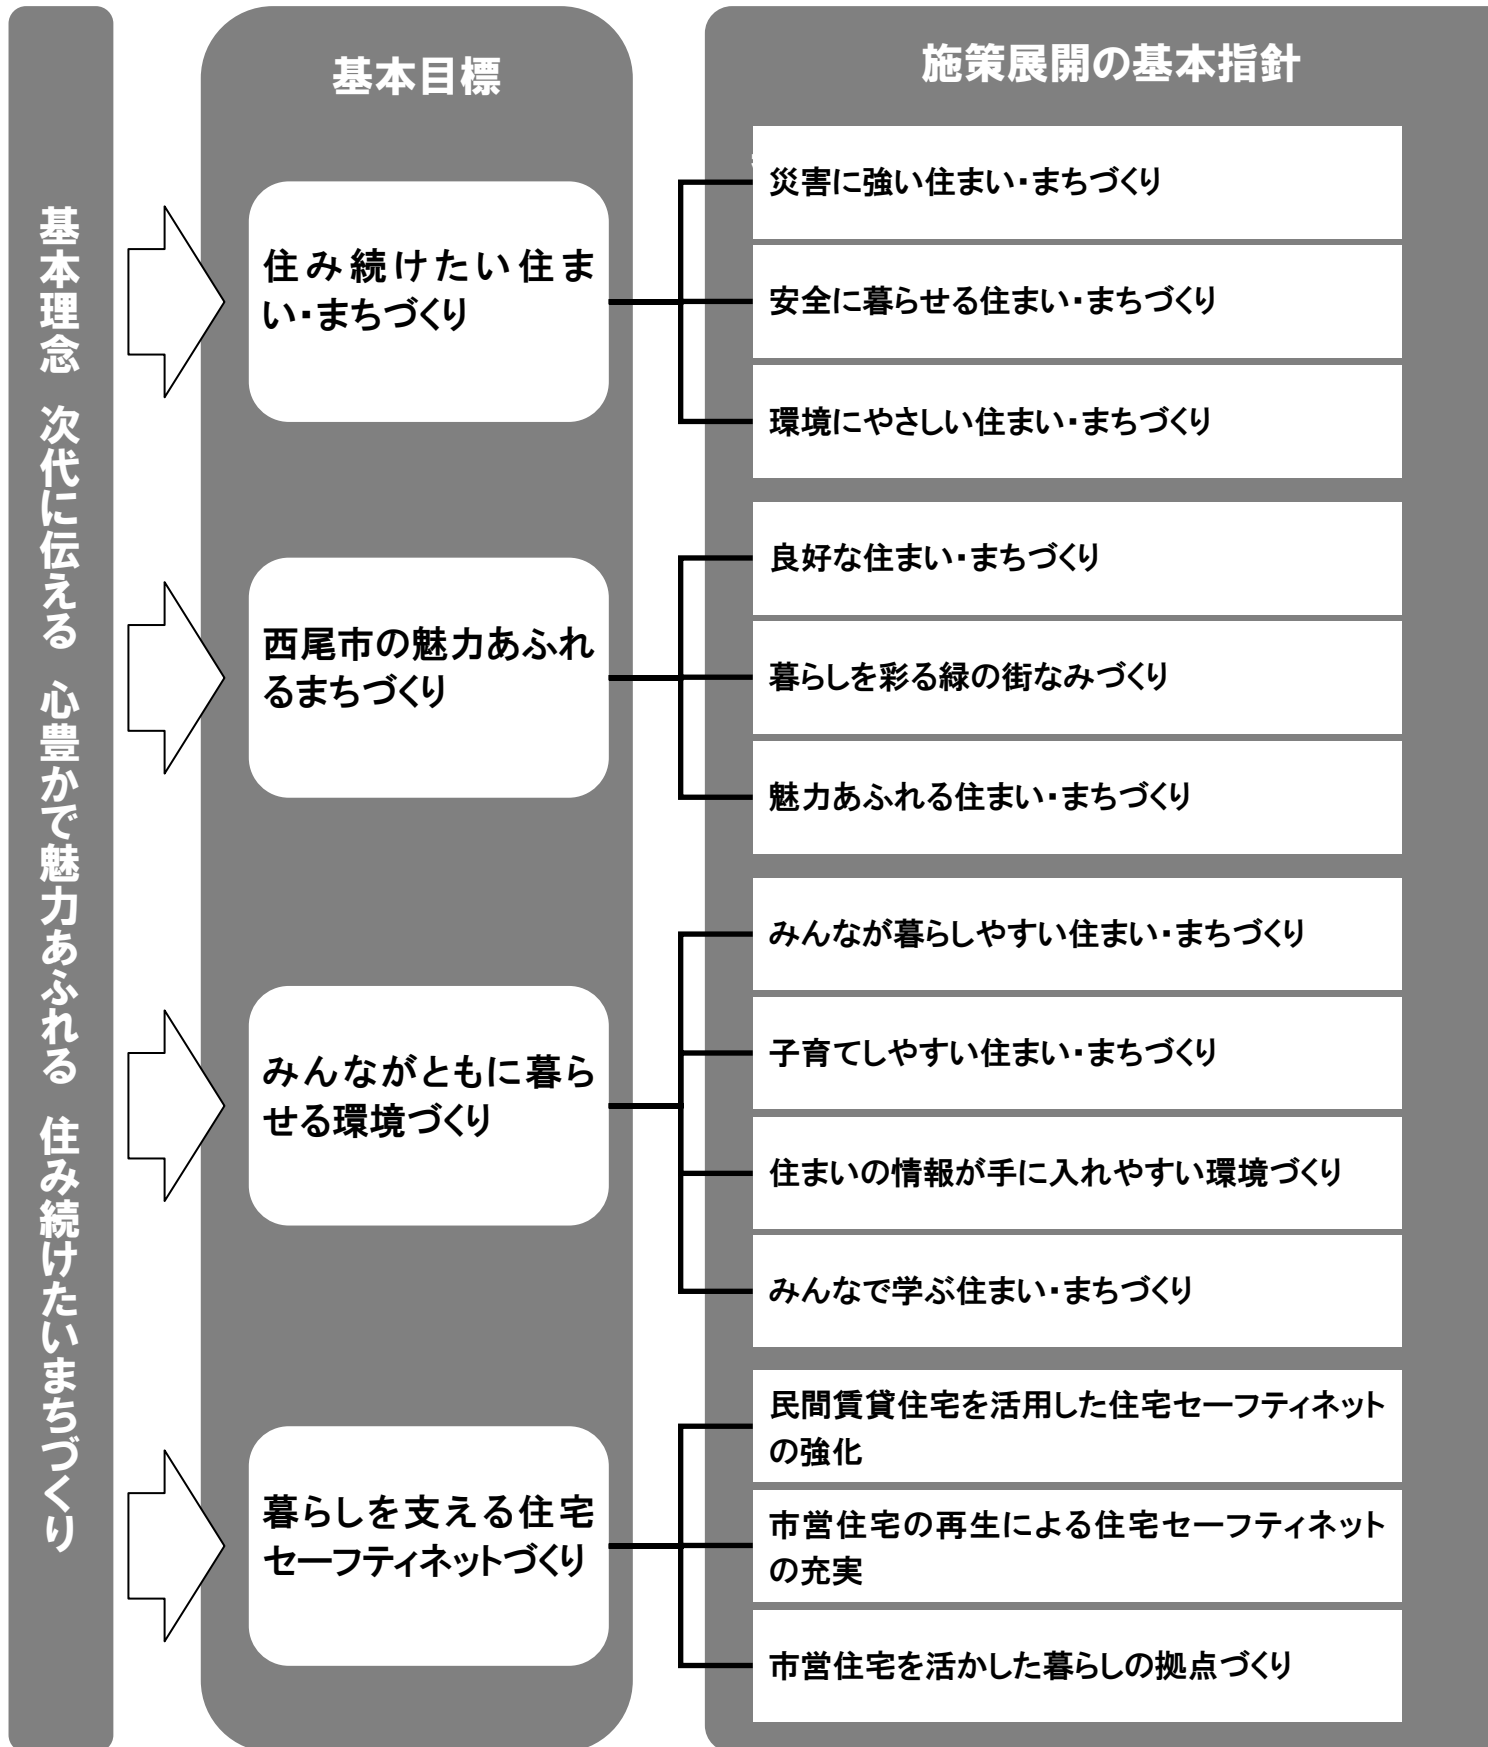 基本理念　次代に伝える　心豊かで魅力あふれる　住み続けたいまちづくり
基本目標
住み続けたい住ま
い・まちづくり
西尾市の魅力あふれ
るまちづくり
みんながともに暮ら
せる環境づくり
暮らしを支える住宅
セーフティネットづくり
施策展開の基本指針
災害に強い住まい・まちづくり
安全に暮らせる住まい・まちづくり
環境にやさしい住まい・まちづくり
良好な住まい・まちづくり
暮らしを彩る緑の街なみづくり
魅力あふれる住まい・まちづくり
みんなが暮らしやすい住まい・まちづくり
子育てしやすい住まい・まちづくり
住まいの情報が手に入れやすい環境づくり
みんなで学ぶ住まい・まちづくり
民間賃貸住宅を活用した住宅セーフティネット
の強化
市営住宅の再生による住宅セーフティネット
の充実
市営住宅を活かした暮らしの拠点づくり